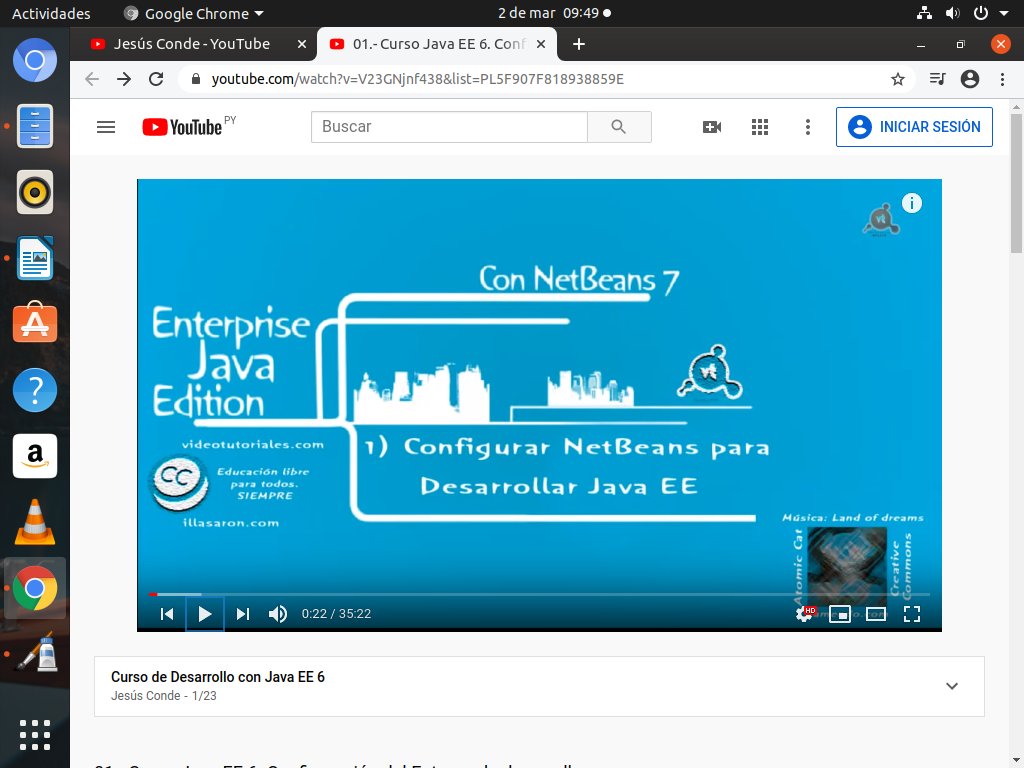 Actividades
Google Chrome
2 de mar 09:49
Jesús Conde - YouTube
01.- Curso Java EE 6. Conf
youtube.com/watch?v=V23GNjnf438&list=PL5F907F818938859E
YouTube PY
Buscar
INICIAR SESIÓN
Con NetBeans 7
Enterprise
Java
Edition
vt
videotutoriales.com
1) Configurar NetBeans para
Desarrollar Java EE
CC
Educación libre
para todos.
SIEMPRE
illasaron.com
Música: Land of dreams
Atomic Cat
Creative
Commons
0:22 / 35:22
HD
Curso de Desarrollo con Java EE 6
Jesús Conde - 1/23